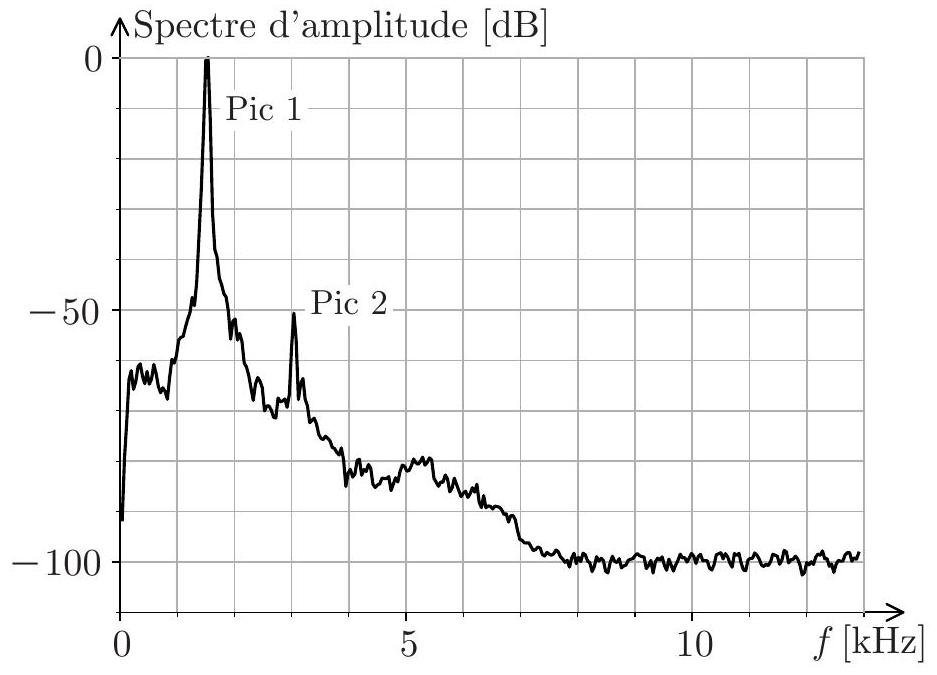 Spectre d'amplitude [dB]
0
Pic 1
Pic 2
−50
−100
0 5 10 f [kHz]